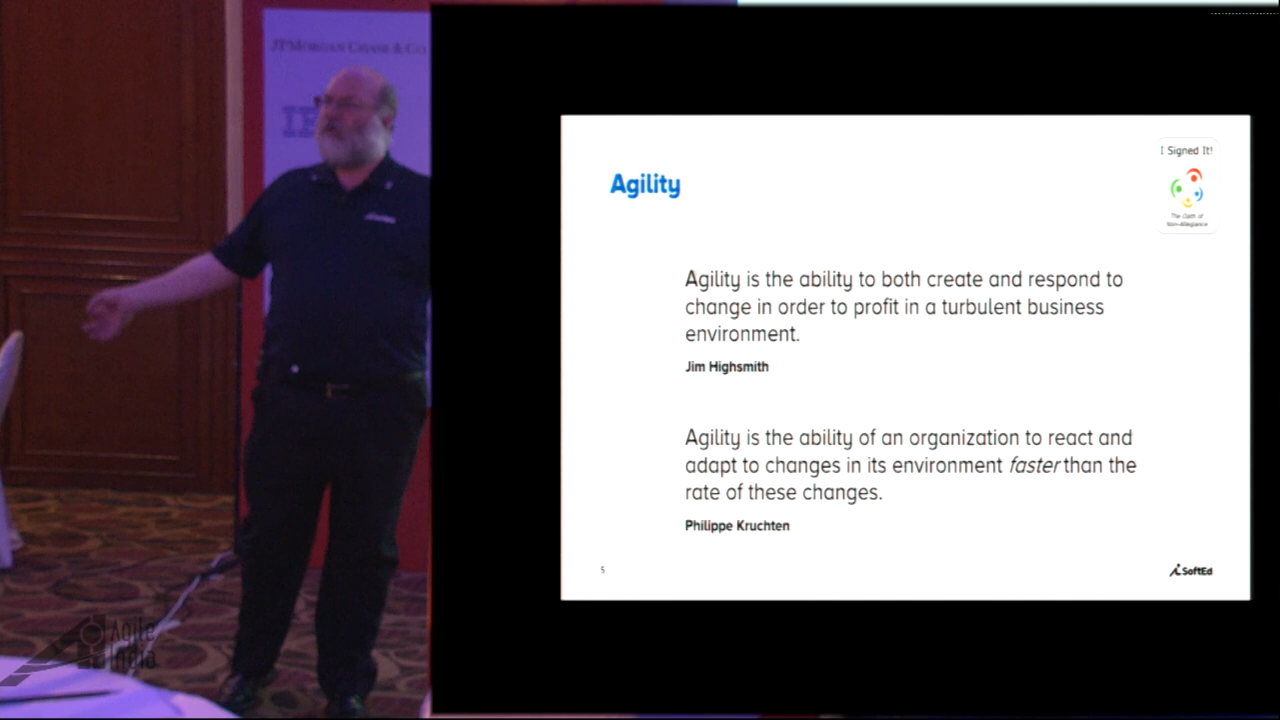 JPMORGAN CHASE & CO
Agility
I Signed It!
The Oath of
Non-Allegiance
Agility is the ability to both create and respond to
change in order to profit in a turbulent business
environment.
Jim Highsmith
Agility is the ability of an organization to react and
adapt to changes in its environment faster than the
rate of these changes.
Philippe Kruchten
5
SoftEd
Agile
India